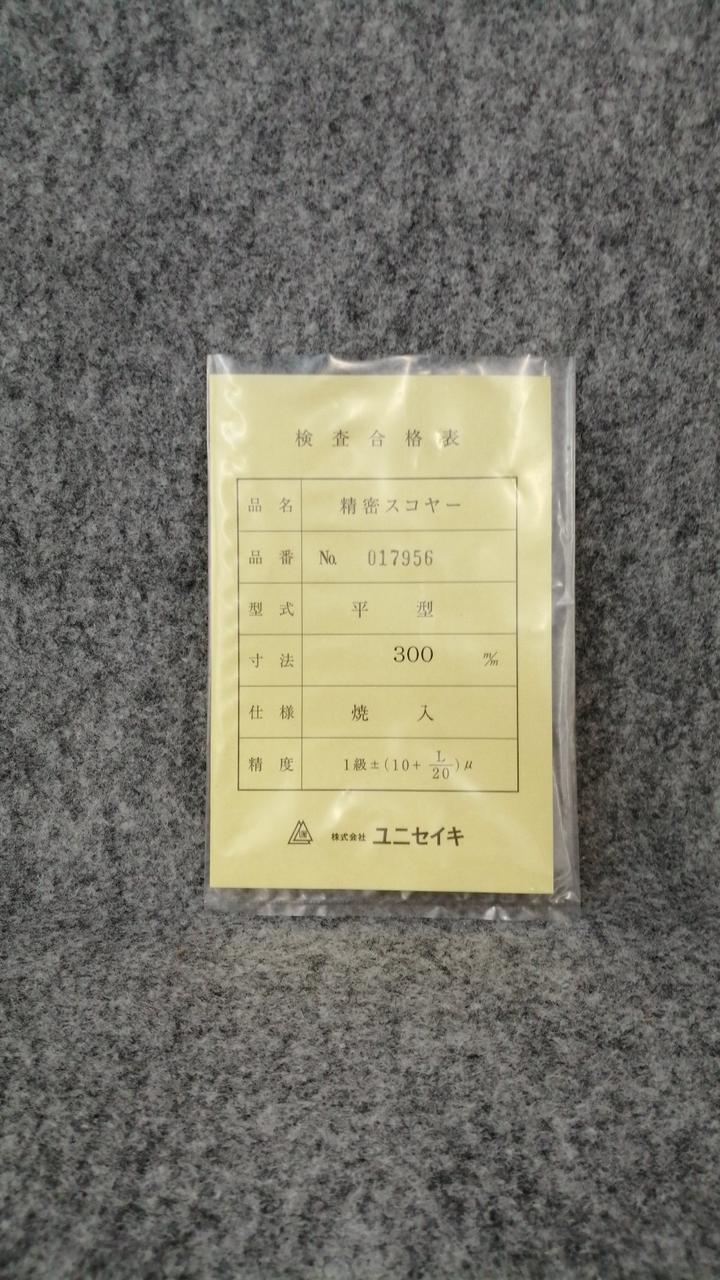 検査合格表
品名 精密スコヤー
品番 No. 017956
型式 平型
寸法 300 m/m
仕様 焼入
精度 1級±(10+L/20)μ
株式会社 ユニセイキ